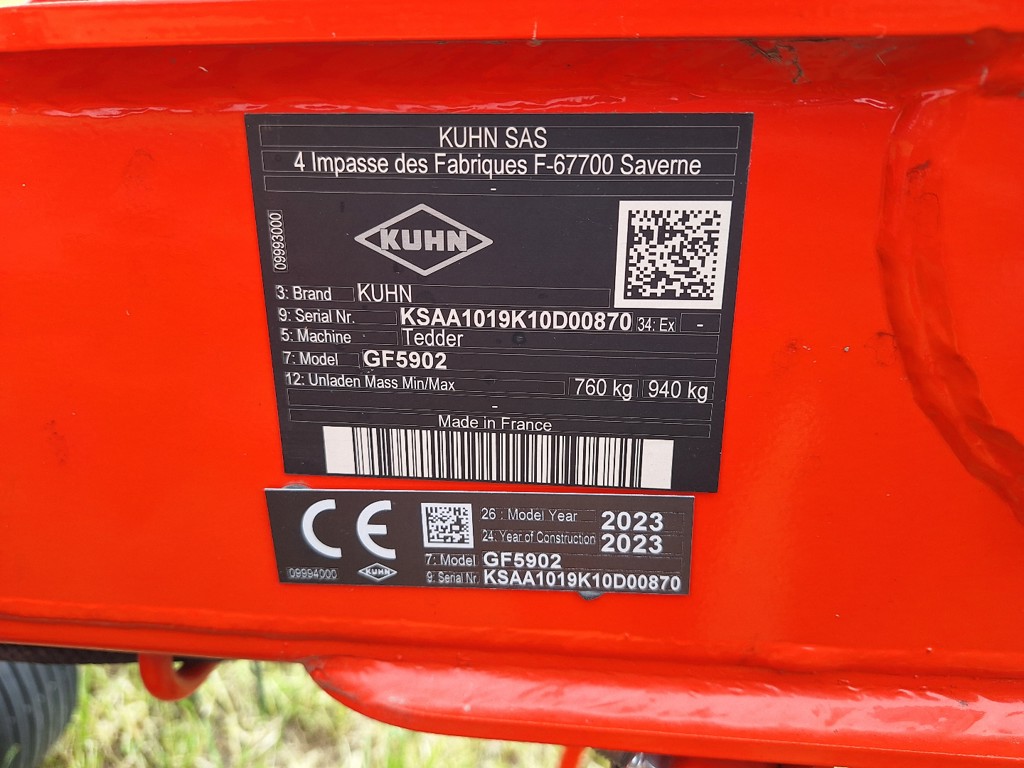 KUHN SAS
4 Impasse des Fabriques F-67700 Saverne
-
09993000
KUHN
3: Brand KUHN
9: Serial Nr. KSAA1019K10D00870 34: Ex -
5: Machine Tedder
7: Model GF5902
12: Unladen Mass Min/Max 760 kg 940 kg
-
Made in France
CE
26 : Model Year 2023
24: Year of Construction 2023
7: Model GF5902
09994000 KUHN 9: Serial Nr. KSAA1019K10D00870